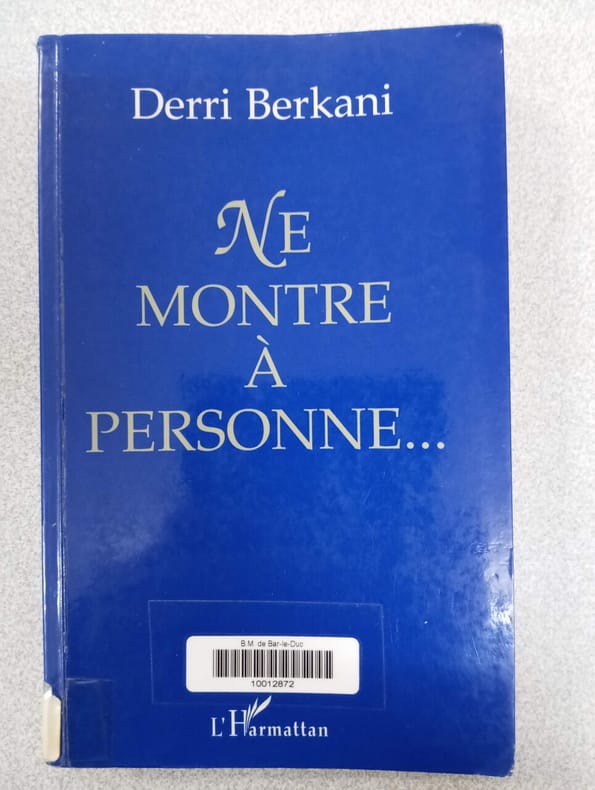 Derri Berkani
NE
MONTRE
À
PERSONNE...
B.M. de Bar-le-Duc
10012872
L'Harmattan